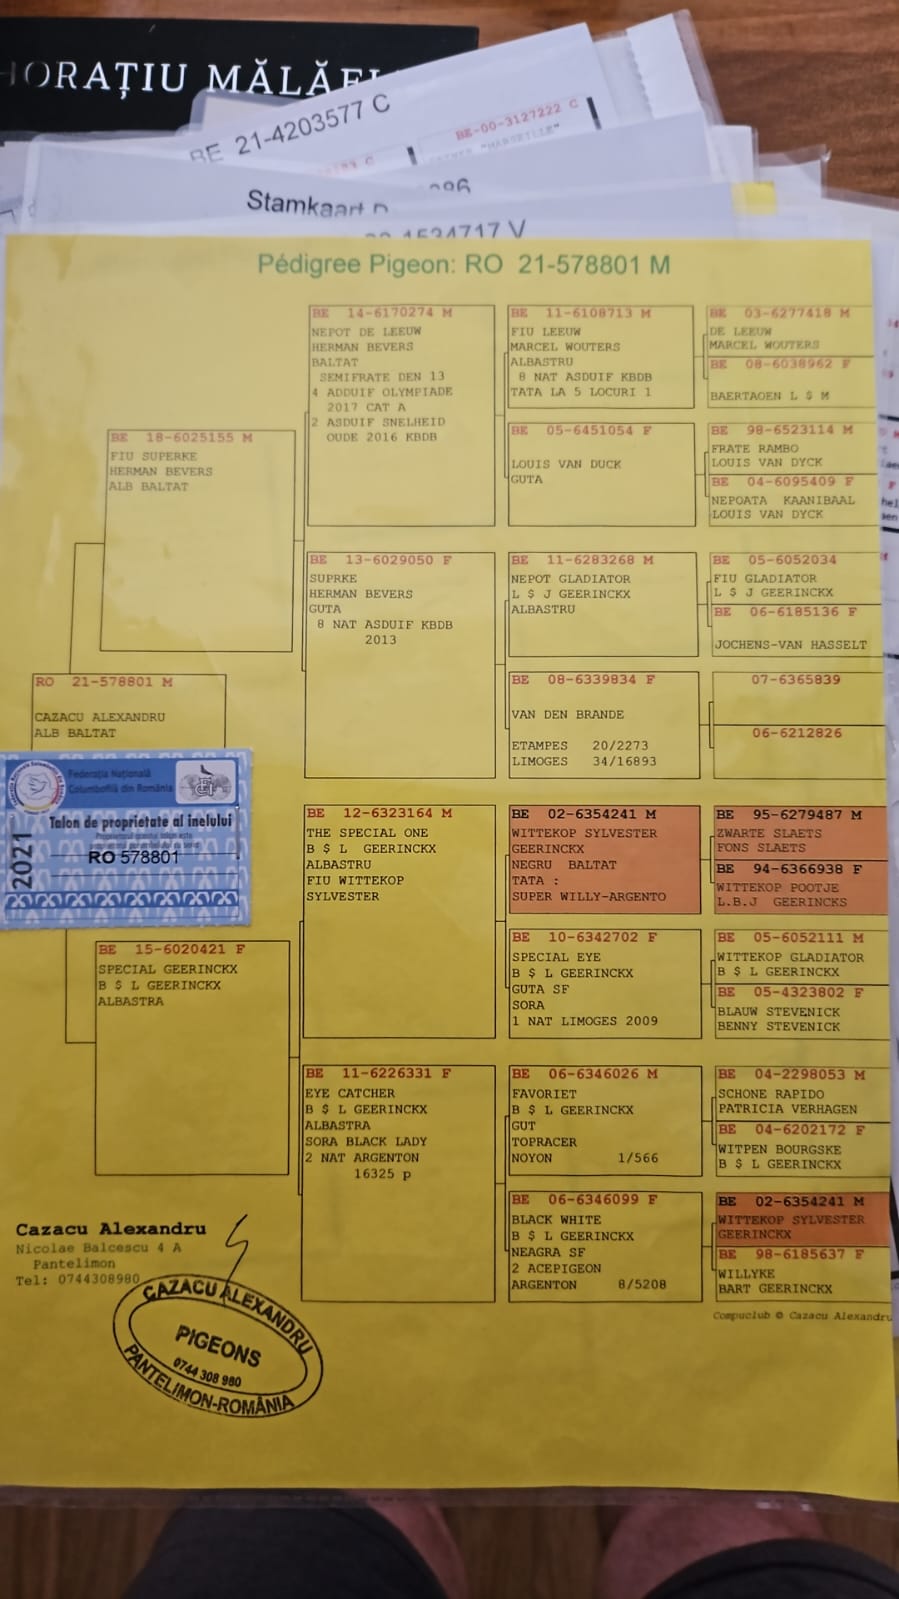 HORAȚIU MĂLĂEL
BE 21-4203577 C
BE-00-3127222 C
"MARSEILLE"
Stamkaart
1534717 V
Pédigree Pigeon: RO 21-578801 M
RO 21-578801 M
CAZACU ALEXANDRU
ALB BALTAT
Federația Națională
Columbofilă din România
2021
Talon de proprietate al inelului
RO 578801
BE 18-6025155 M
FIU SUPERKE
HERMAN BEVERS
ALB BALTAT
BE 15-6020421 F
SPECIAL GEERINCKX
B $ L GEERINCKX
ALBASTRA
BE 14-6170274 M
NEPOT DE LEEUW
HERMAN BEVERS
BALTAT
SEMIFRATE DEN 13
4 ADDUIF OLYMPIADE
2017 CAT A
2 ASDUIF SNELHEID
OUDE 2016 KBDB
BE 13-6029050 F
SUPRKE
HERMAN BEVERS
GUTA
8 NAT ASDUIF KBDB
2013
BE 12-6323164 M
THE SPECIAL ONE
B $ L GEERINCKX
ALBASTRU
FIU WITTEKOP
SYLVESTER
BE 11-6226331 F
EYE CATCHER
B $ L GEERINCKX
ALBASTRA
SORA BLACK LADY
2 NAT ARGENTON
16325 p
BE 11-6108713 M
FIU LEEUW
MARCEL WOUTERS
ALBASTRU
8 NAT ASDUIF KBDB
TATA LA 5 LOCURI 1
BE 05-6451054 F
LOUIS VAN DUCK
GUTA
BE 11-6283268 M
NEPOT GLADIATOR
L $ J GEERINCKX
ALBASTRU
BE 08-6339834 F
VAN DEN BRANDE
ETAMPES 20/2273
LIMOGES 34/16893
BE 02-6354241 M
WITTEKOP SYLVESTER
GEERINCKX
NEGRU BALTAT
TATA :
SUPER WILLY-ARGENTO
BE 10-6342702 F
SPECIAL EYE
B $ L GEERINCKX
GUTA SF
SORA
1 NAT LIMOGES 2009
BE 06-6346026 M
FAVORIET
B $ L GEERINCKX
GUT
TOPRACER
NOYON 1/566
BE 06-6346099 F
BLACK WHITE
B $ L GEERINCKX
NEAGRA SF
2 ACEPIGEON
ARGENTON 8/5208
BE 03-6277418 M
DE LEEUW
MARCEL WOUTERS
BE 08-6038962 F
BAERTAOEN L $ M
BE 98-6523114 M
FRATE RAMBO
LOUIS VAN DYCK
BE 04-6095409 F
NEPOATA KAANIBAAL
LOUIS VAN DYCK
BE 05-6052034
FIU GLADIATOR
L $ J GEERINCKX
BE 06-6185136 F
JOCHENS-VAN HASSELT
07-6365839
06-6212826
BE 95-6279487 M
ZWARTE SLAETS
FONS SLAETS
BE 94-6366938 F
WITTEKOP POOTJE
L.B.J GEERINCKS
BE 05-6052111 M
WITTEKOP GLADIATOR
B $ L GEERINCKX
BE 05-4323802 F
BLAUW STEVENICK
BENNY STEVENICK
BE 04-2298053 M
SCHONE RAPIDO
PATRICIA VERHAGEN
BE 04-6202172 F
WITPEN BOURGSKE
B $ L GEERINCKX
BE 02-6354241 M
WITTEKOP SYLVESTER
GEERINCKX
BE 98-6185637 F
WILLYKE
BART GEERINCKX
Compuclub © Cazacu Alexandru
Cazacu Alexandru
Nicolae Balcescu 4 A
Pantelimon
Tel: 0744308980
CAZACU ALEXANDRU
PIGEONS
0744 308 980
PANTELIMON-ROMÂNIA